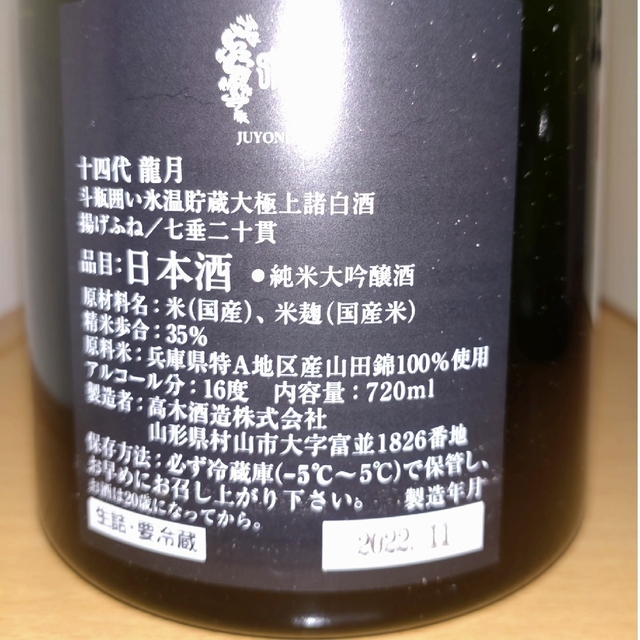 JUYON
十四代 龍月
斗瓶囲い氷温貯蔵大極上諸白酒
揚げふね／七垂二十貫
品目：日本酒 ●純米大吟醸酒
原材料名：米（国産）、米麹（国産米）
精米歩合：35％
原料米：兵庫県特A地区産山田錦100％使用
アルコール分：16度　内容量：720ml
製造者：高木酒造株式会社
山形県村山市大字富並1826番地
保存方法：必ず冷蔵庫（−5℃〜5℃）で保管し、
お早めにお召し上がり下さい。 製造年月
お酒は20歳になってから。
生詰・要冷蔵
2022. 11